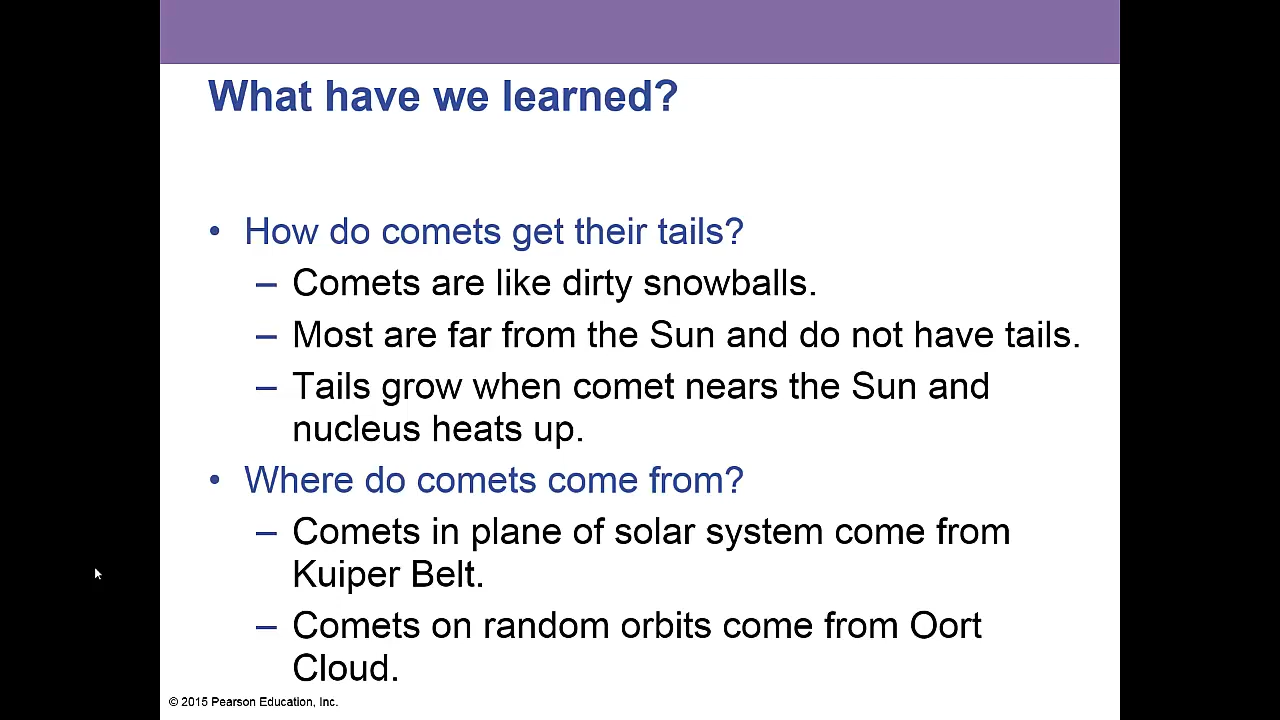 What have we learned?
• How do comets get their tails?
– Comets are like dirty snowballs.
– Most are far from the Sun and do not have tails.
– Tails grow when comet nears the Sun and
nucleus heats up.
• Where do comets come from?
– Comets in plane of solar system come from
Kuiper Belt.
– Comets on random orbits come from Oort
Cloud.
© 2015 Pearson Education, Inc.